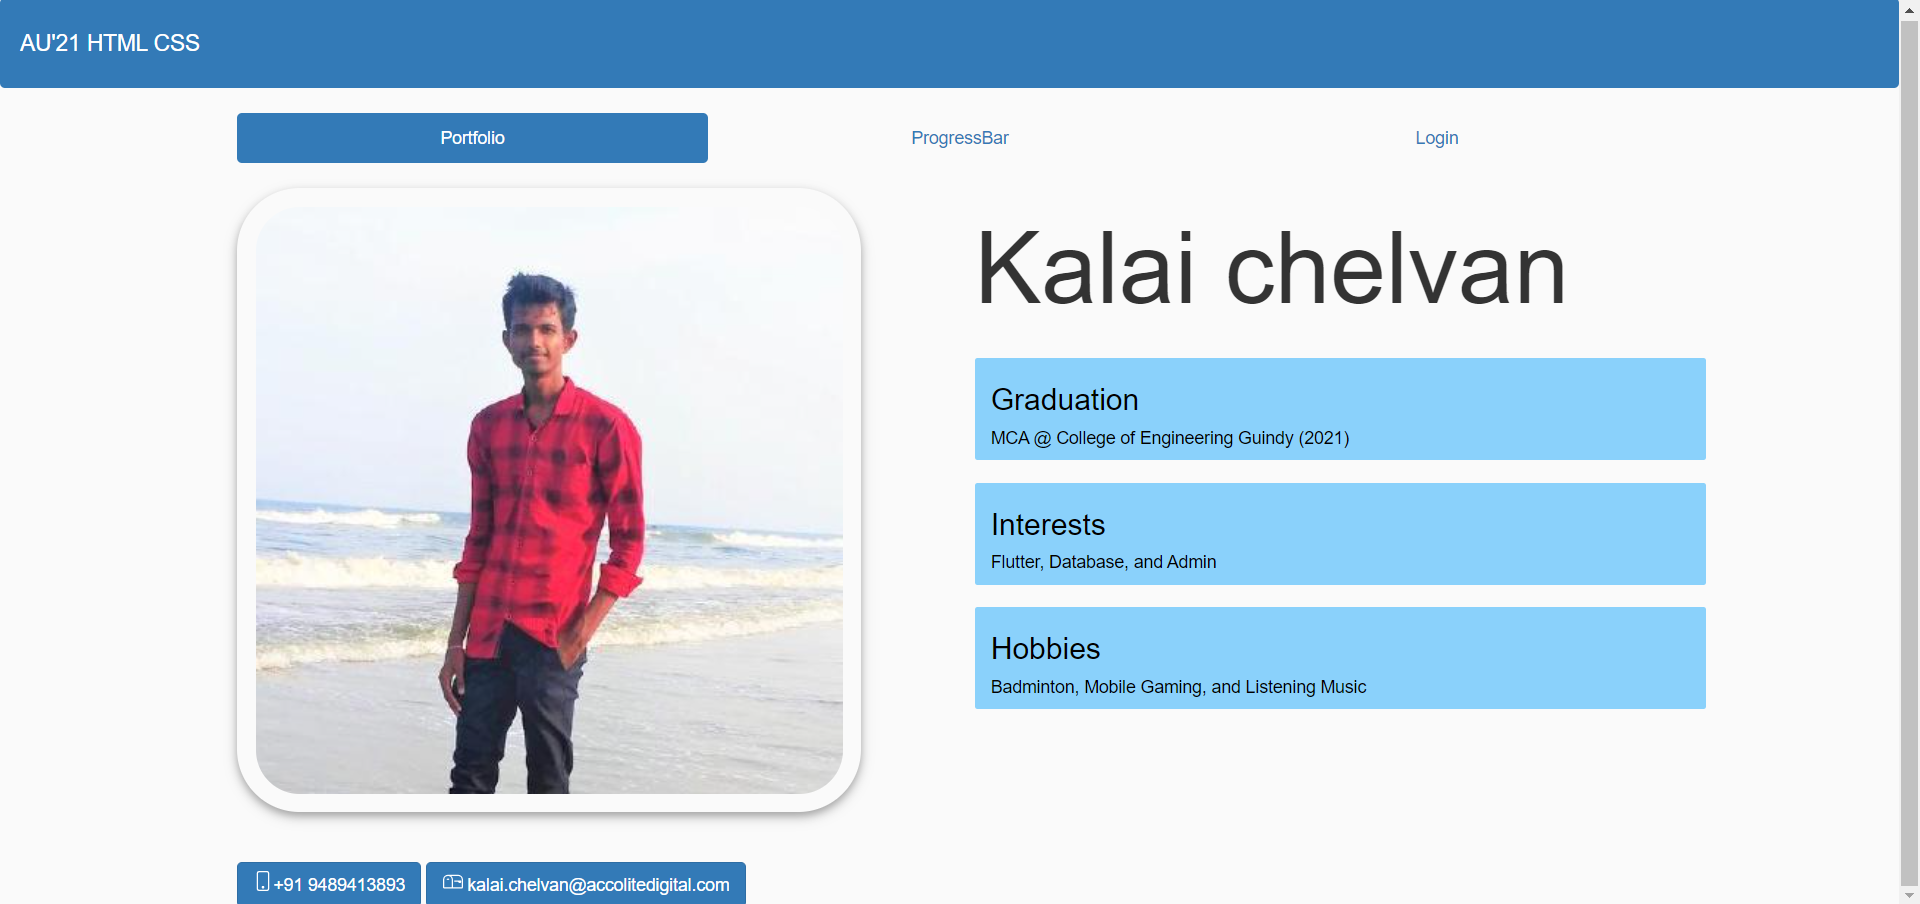 AU'21 HTML CSS
Portfolio
ProgressBar
Login
Kalai chelvan
Graduation
MCA @ College of Engineering Guindy (2021)
Interests
Flutter, Database, and Admin
Hobbies
Badminton, Mobile Gaming, and Listening Music
+91 9489413893
kalai.chelvan@accolitedigital.com